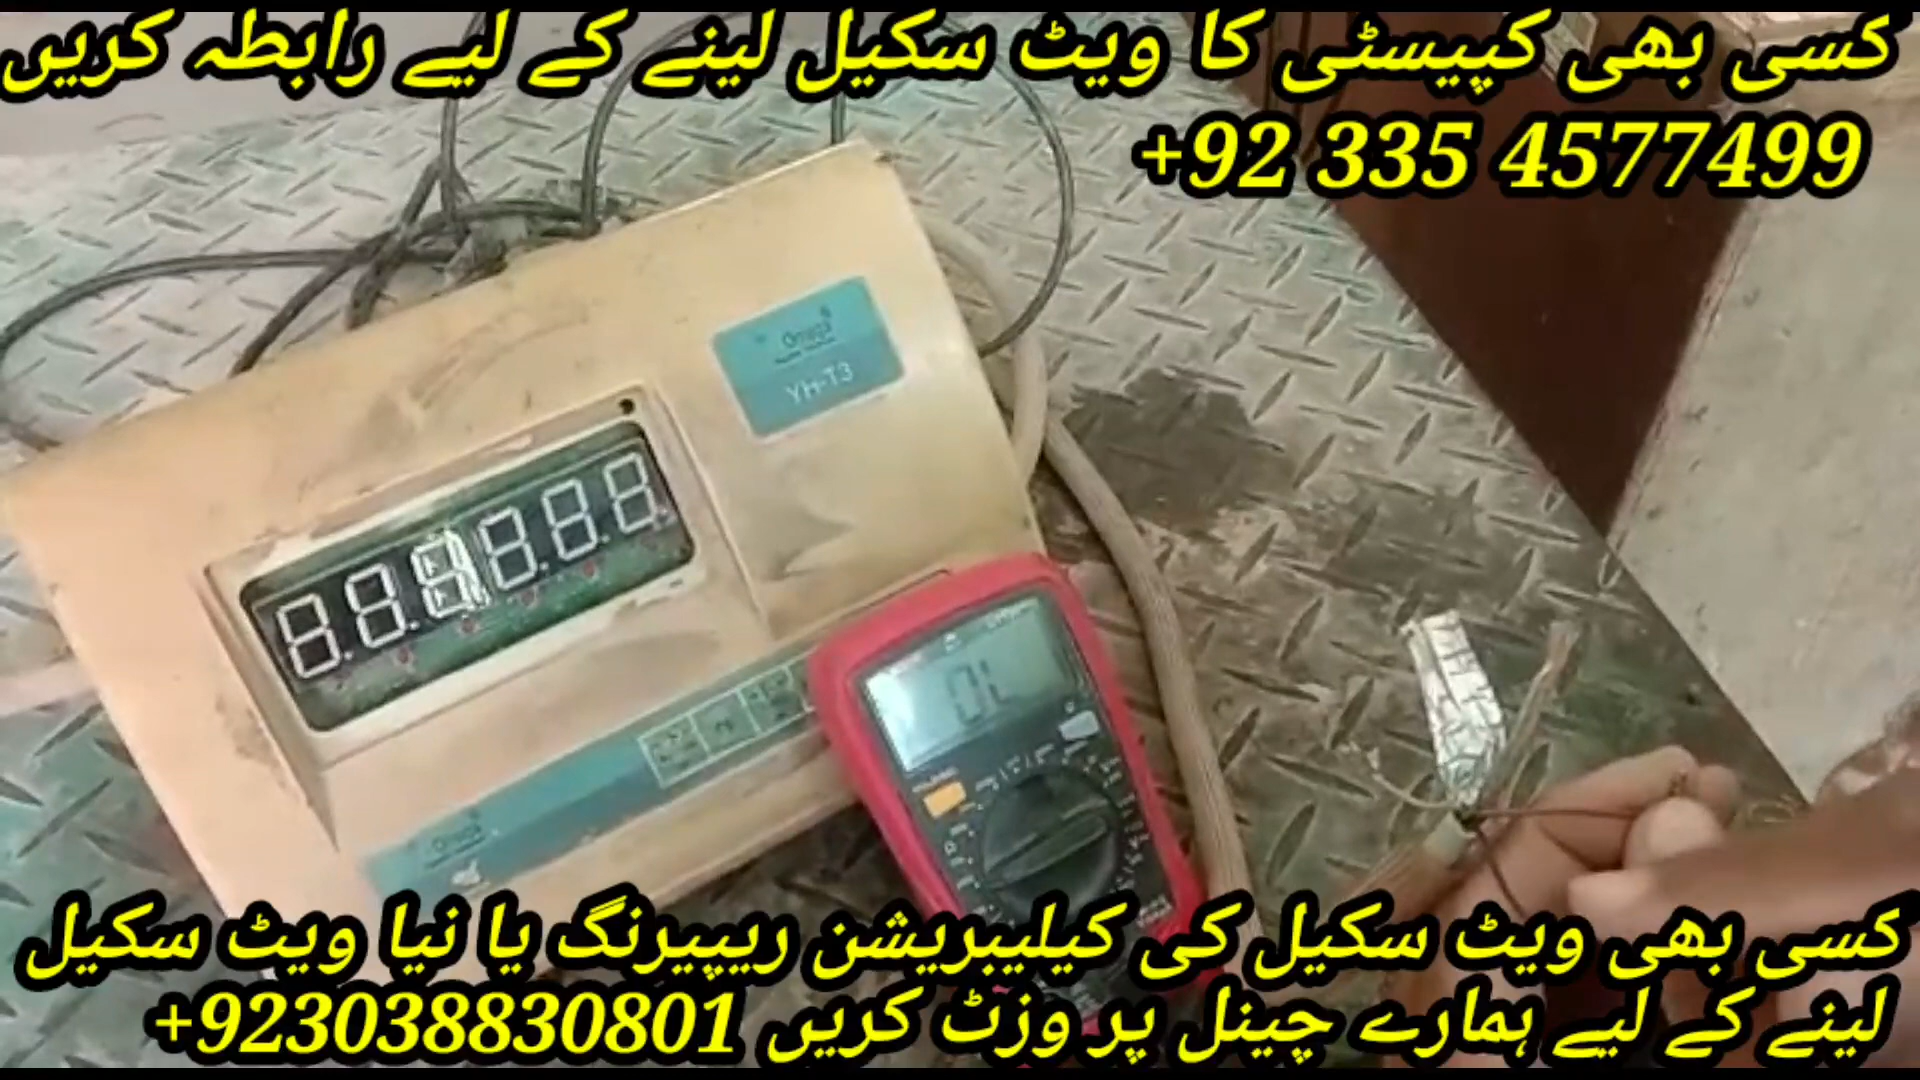 کسی بھی کپیسٹی کا ویٹ سکیل لینے کے لیے رابطہ کریں
+92 335 4577499
YH-T3
OL
کسی بھی ویٹ سکیل کی کیلیبریشن ریپیرنگ یا نیا ویٹ سکیل
لینے کے لیے ہمارے چینل پر وزٹ کریں 923038830801+